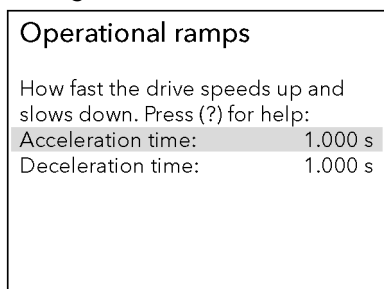 Operational ramps
How fast the drive speeds up and
slows down. Press (?) for help:
Acceleration time: 1.000 s
Deceleration time: 1.000 s